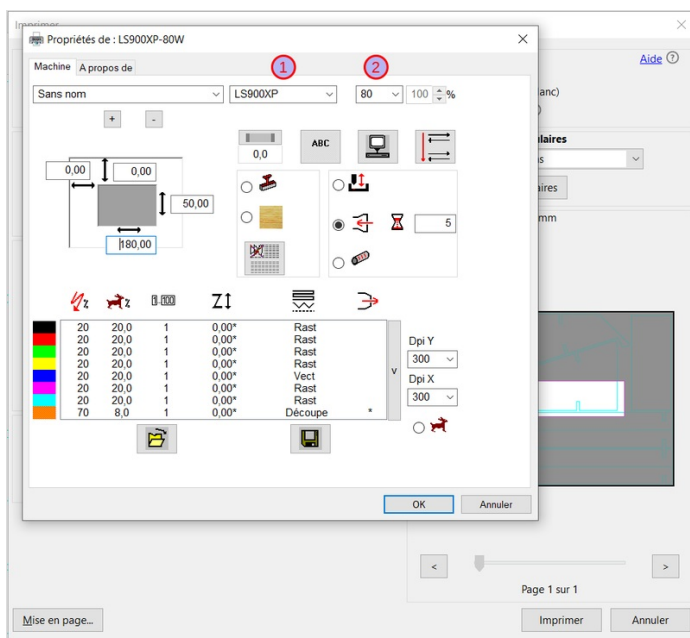 Imprimer
Propriétés de : LS900XP-80W
Machine
A propos de
1
2
Aide
Sans nom
LS900XP
80
100
%
anc)
)
+
-
0,0
ABC
laires
s
aires
0,00
0,00
50,00
180,00
5
mm
%
%
1-100
Z
20 20,0 1 0,00* Rast
20 20,0 1 0,00* Rast
20 20,0 1 0,00* Rast
20 20,0 1 0,00* Rast
20 20,0 1 0,00* Vect
20 20,0 1 0,00* Rast
20 20,0 1 0,00* Rast
70 8,0 1 0,00* Découpe *
v
Dpi Y
300
Dpi X
300
OK
Annuler
<
>
Page 1 sur 1
Mise en page...
Imprimer
Annuler